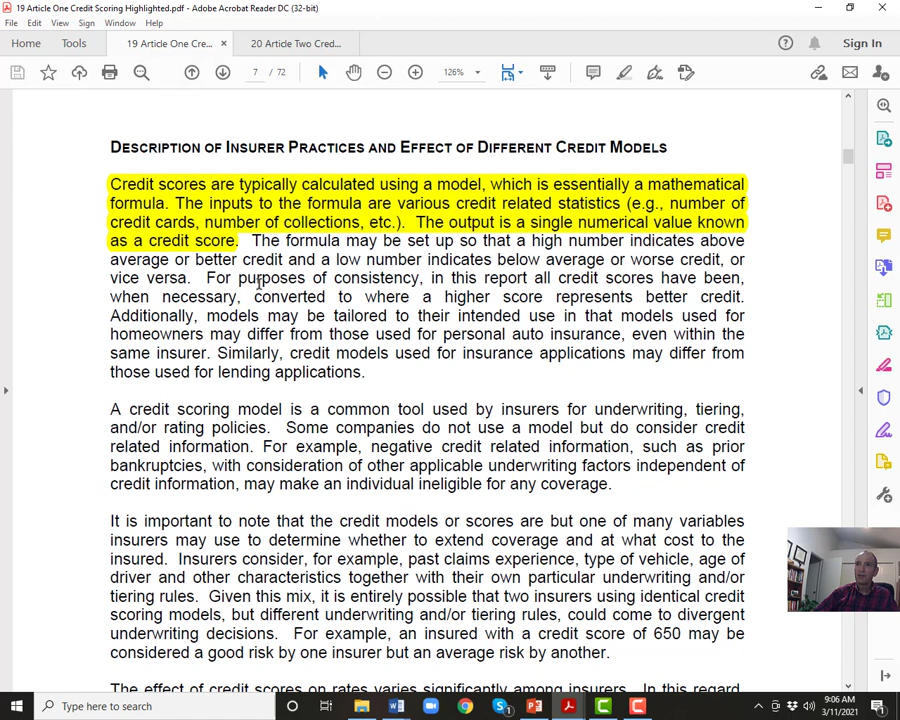 19 Article One Credit Scoring Highlighted.pdf - Adobe Acrobat Reader DC (32-bit)
File Edit View Sign Window Help
Home Tools 19 Article One Cre... × 20 Article Two Cred... Sign In
7 / 72 126%
DESCRIPTION OF INSURER PRACTICES AND EFFECT OF DIFFERENT CREDIT MODELS
Credit scores are typically calculated using a model, which is essentially a mathematical
formula. The inputs to the formula are various credit related statistics (e.g., number of
credit cards, number of collections, etc.). The output is a single numerical value known
as a credit score. The formula may be set up so that a high number indicates above
average or better credit and a low number indicates below average or worse credit, or
vice versa. For purposes of consistency, in this report all credit scores have been,
when necessary, converted to where a higher score represents better credit.
Additionally, models may be tailored to their intended use in that models used for
homeowners may differ from those used for personal auto insurance, even within the
same insurer. Similarly, credit models used for insurance applications may differ from
those used for lending applications.
A credit scoring model is a common tool used by insurers for underwriting, tiering,
and/or rating policies. Some companies do not use a model but do consider credit
related information. For example, negative credit related information, such as prior
bankruptcies, with consideration of other applicable underwriting factors independent of
credit information, may make an individual ineligible for any coverage.
It is important to note that the credit models or scores are but one of many variables
insurers may use to determine whether to extend coverage and at what cost to the
insured. Insurers consider, for example, past claims experience, type of vehicle, age of
driver and other characteristics together with their own particular underwriting and/or
tiering rules. Given this mix, it is entirely possible that two insurers using identical credit
scoring models, but different underwriting and/or tiering rules, could come to divergent
underwriting decisions. For example, an insured with a credit score of 650 may be
considered a good risk by one insurer but an average risk by another.
The effect of credit scores on rates varies significantly among insurers. In this regard,
Type here to search
9:06 AM
3/11/2021